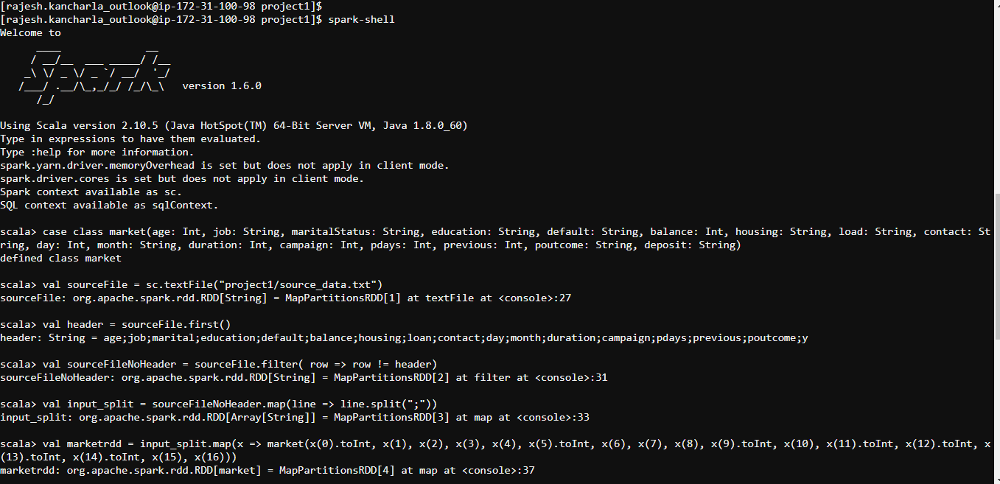 [rajesh.kancharla_outlook@ip-172-31-100-98 project1]$
[rajesh.kancharla_outlook@ip-172-31-100-98 project1]$ spark-shell
Welcome to
      ____              __
     / __/__  ___ _____/ /__
    _\ \/ _ \/ _ `/ __/  '_/
   /___/ .__/\_,_/_/ /_/\_\   version 1.6.0
      /_/
Using Scala version 2.10.5 (Java HotSpot(TM) 64-Bit Server VM, Java 1.8.0_60)
Type in expressions to have them evaluated.
Type :help for more information.
spark.yarn.driver.memoryOverhead is set but does not apply in client mode.
spark.driver.cores is set but does not apply in client mode.
Spark context available as sc.
SQL context available as sqlContext.
scala> case class market(age: Int, job: String, maritalStatus: String, education: String, default: String, balance: Int, housing: String, load: String, contact: St
ring, day: Int, month: String, duration: Int, campaign: Int, pdays: Int, previous: Int, poutcome: String, deposit: String)
defined class market
scala> val sourceFile = sc.textFile("project1/source_data.txt")
sourceFile: org.apache.spark.rdd.RDD[String] = MapPartitionsRDD[1] at textFile at <console>:27
scala> val header = sourceFile.first()
header: String = age;job;marital;education;default;balance;housing;loan;contact;day;month;duration;campaign;pdays;previous;poutcome;y
scala> val sourceFileNoHeader = sourceFile.filter( row => row != header)
sourceFileNoHeader: org.apache.spark.rdd.RDD[String] = MapPartitionsRDD[2] at filter at <console>:31
scala> val input_split = sourceFileNoHeader.map(line => line.split(";"))
input_split: org.apache.spark.rdd.RDD[Array[String]] = MapPartitionsRDD[3] at map at <console>:33
scala> val marketrdd = input_split.map(x => market(x(0).toInt, x(1), x(2), x(3), x(4), x(5).toInt, x(6), x(7), x(8), x(9).toInt, x(10), x(11).toInt, x(12).toInt, x
(13).toInt, x(14).toInt, x(15), x(16)))
marketrdd: org.apache.spark.rdd.RDD[market] = MapPartitionsRDD[4] at map at <console>:37